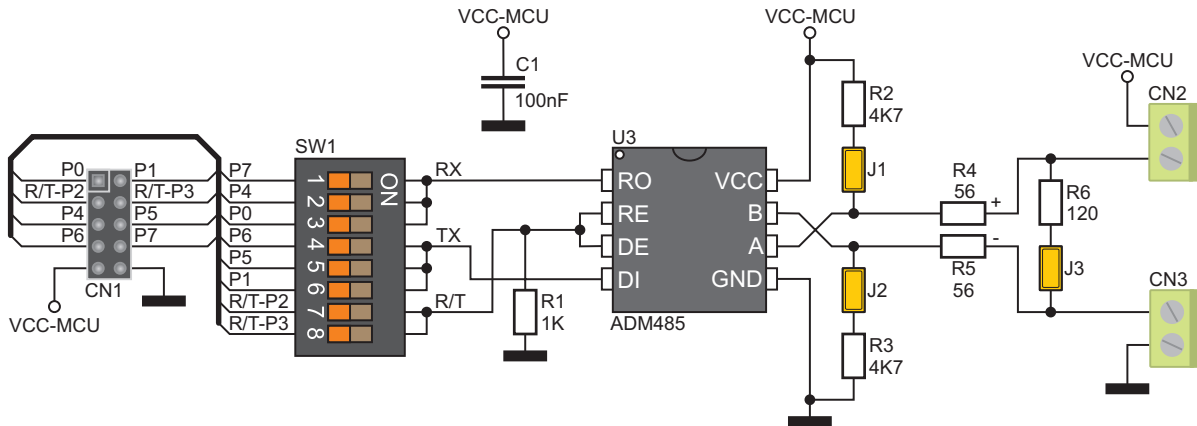 VCC-MCU
C1
100nF
VCC-MCU
R2
4K7
VCC-MCU
CN2
P0
P1
R/T-P2
R/T-P3
P4
P5
P6
P7
CN1
VCC-MCU
P7
P4
P0
P6
P5
P1
R/T-P2
R/T-P3
SW1
1
2
3
4
5
6
7
8
ON
RX
TX
R/T
R1
1K
U3
RO
VCC
RE
B
DE
A
DI
GND
ADM485
J1
J2
R3
4K7
R4
56
+
-
R5
56
R6
120
J3
CN3